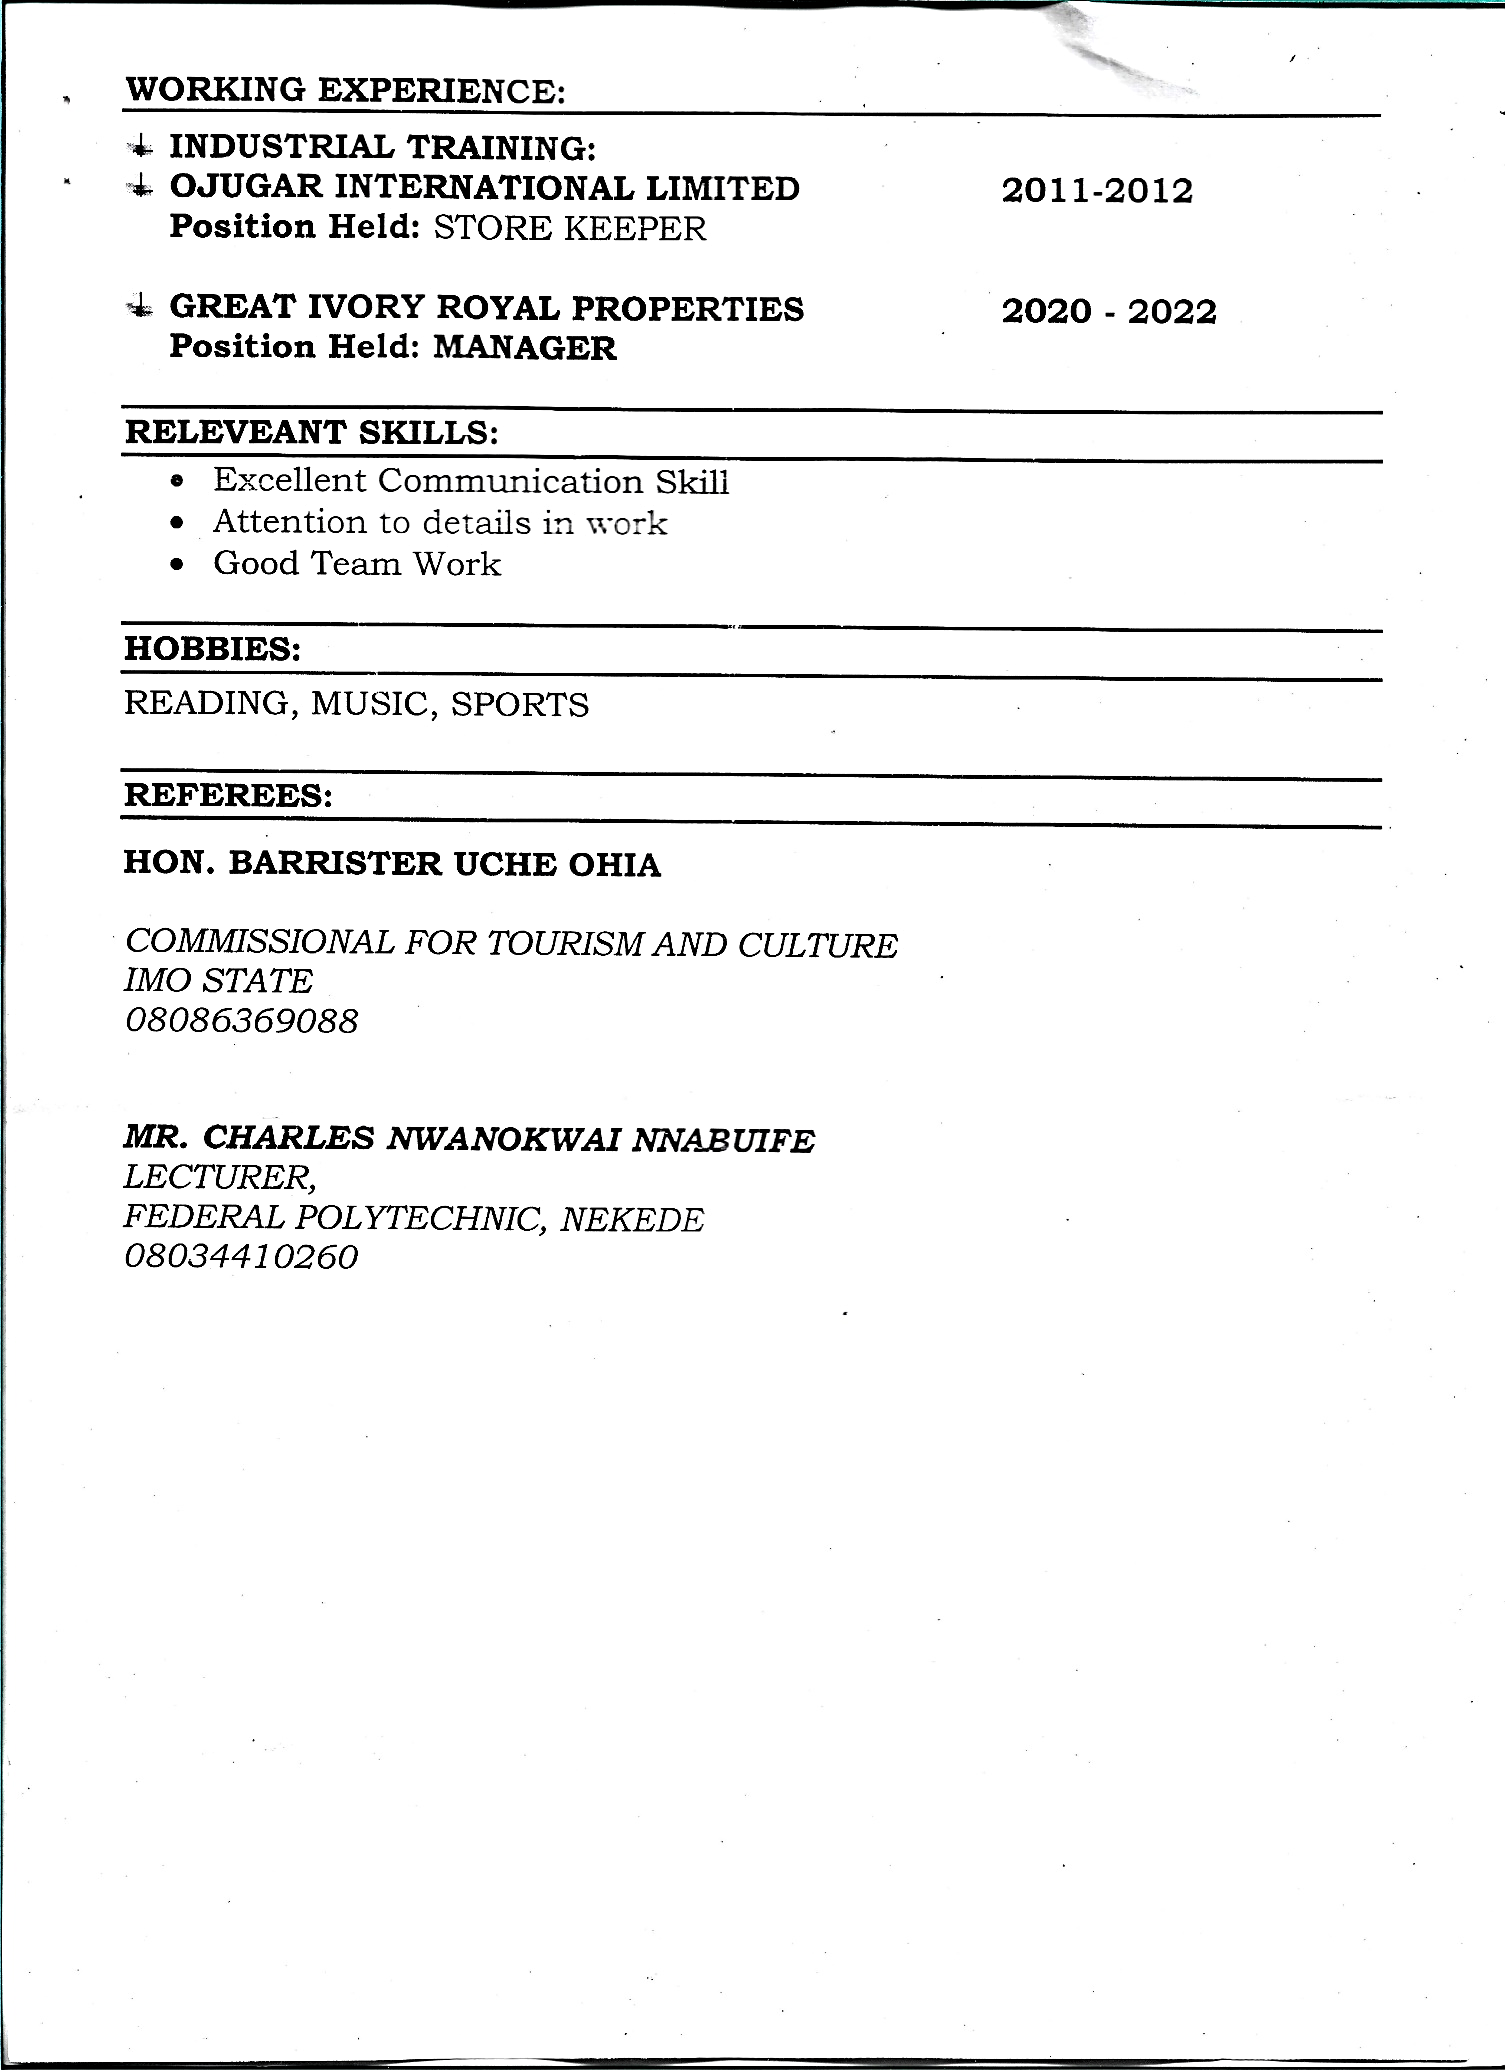 WORKING EXPERIENCE:
INDUSTRIAL TRAINING:
OJUGAR INTERNATIONAL LIMITED 2011-2012
Position Held: STORE KEEPER
GREAT IVORY ROYAL PROPERTIES 2020 - 2022
Position Held: MANAGER
RELEVEANT SKILLS:
• Excellent Communication Skill
• Attention to details in work
• Good Team Work
HOBBIES:
READING, MUSIC, SPORTS
REFEREES:
HON. BARRISTER UCHE OHIA
COMMISSIONAL FOR TOURISM AND CULTURE
IMO STATE
08086369088
MR. CHARLES NWANOKWAI NNABUIFE
LECTURER,
FEDERAL POLYTECHNIC, NEKEDE
08034410260